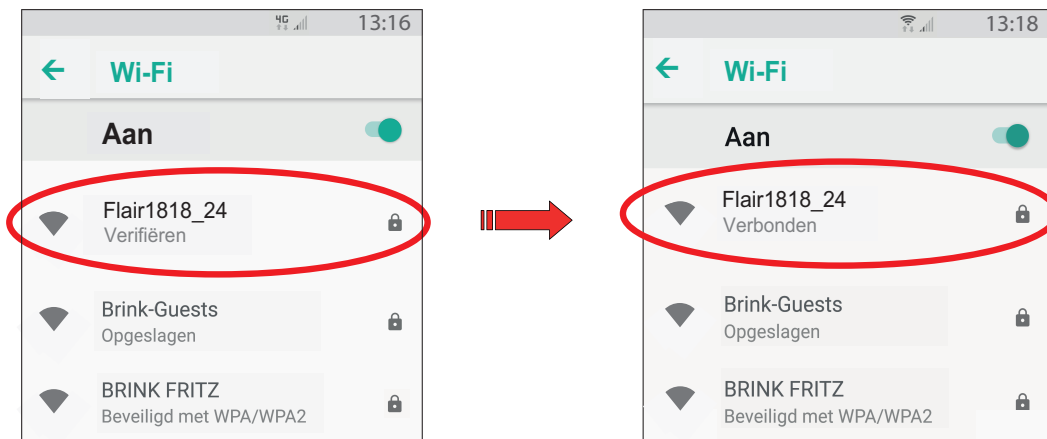 4G 13:16
Wi-Fi
Aan
Flair1818_24
Verifiëren
Brink-Guests
Opgeslagen
BRINK FRITZ
Beveiligd met WPA/WPA2
13:18
Wi-Fi
Aan
Flair1818_24
Verbonden
Brink-Guests
Opgeslagen
BRINK FRITZ
Beveiligd met WPA/WPA2